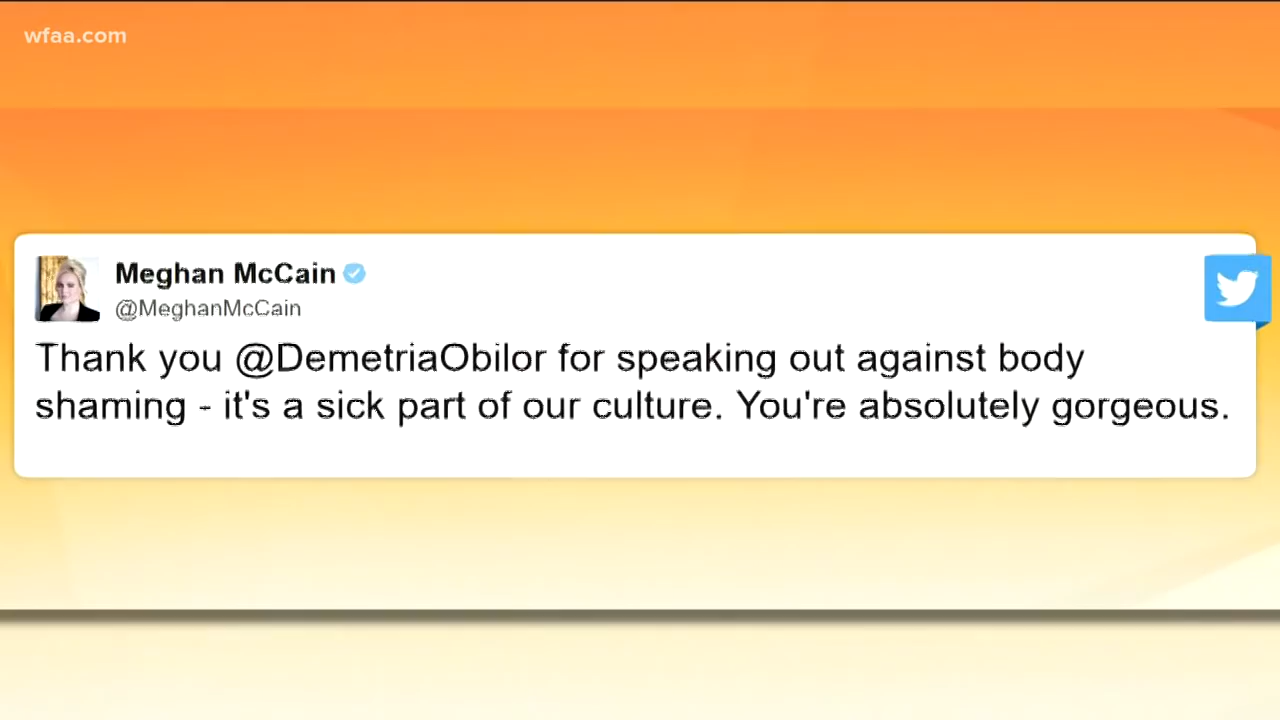 wfaa.com
Meghan McCain
@MeghanMcCain
Thank you @DemetriaObilor for speaking out against body
shaming - it's a sick part of our culture. You're absolutely gorgeous.